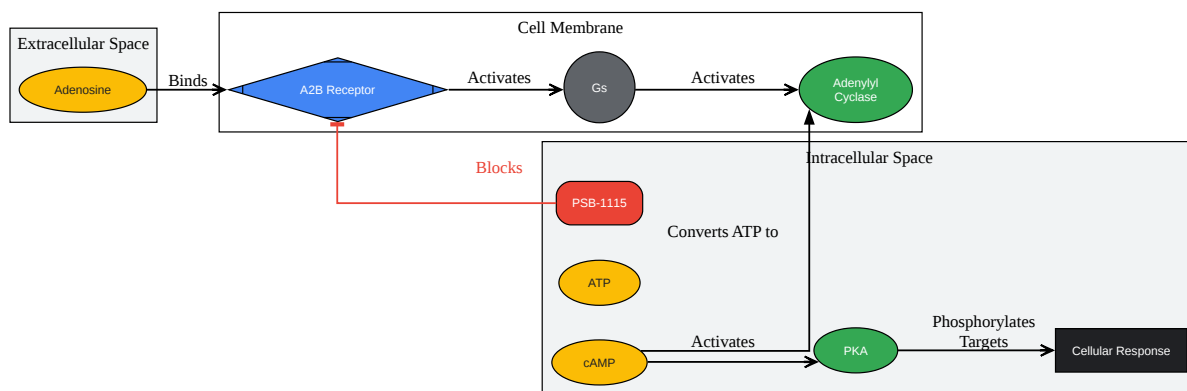 Cell Membrane
Extracellular Space
Adenosine
Binds
A2B Receptor
Activates
Gs
Activates
Adenylyl
Cyclase
Intracellular Space
Blocks
PSB-1115
Converts ATP to
ATP
cAMP
Activates
PKA
Phosphorylates
Targets
Cellular Response